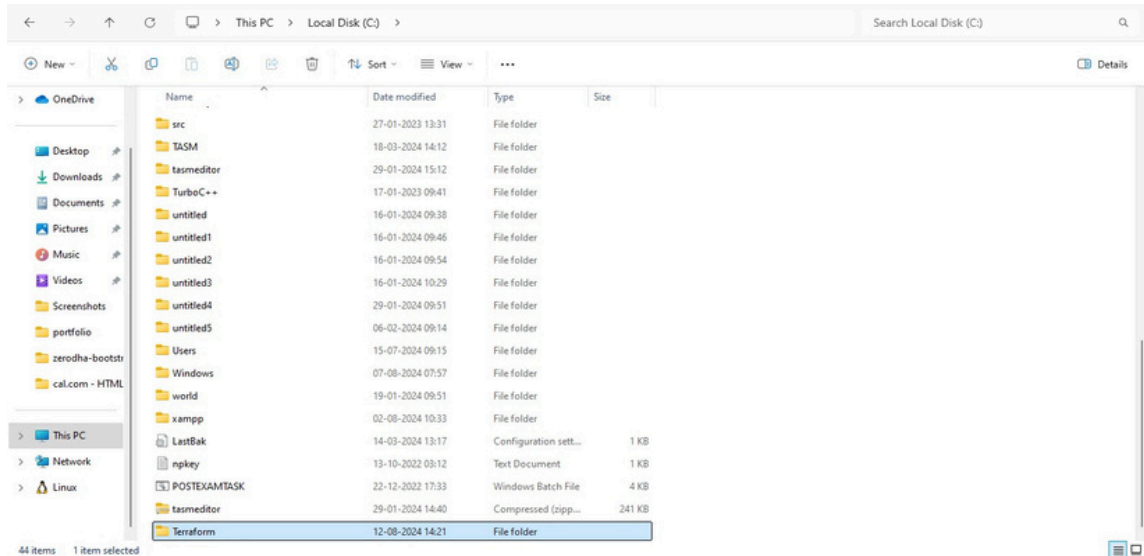 This PC > Local Disk (C:) >
Search Local Disk (C:)
New
Sort
View
...
Details
OneDrive
Desktop
Downloads
Documents
Pictures
Music
Videos
Screenshots
portfolio
zerodha-bootstr
cal.com - HTML
This PC
Network
Linux
Name Date modified Type Size
src 27-01-2023 13:31 File folder
TASM 18-03-2024 14:12 File folder
tasmeditor 29-01-2024 15:12 File folder
TurboC++ 17-01-2023 09:41 File folder
untitled 16-01-2024 09:38 File folder
untitled1 16-01-2024 09:46 File folder
untitled2 16-01-2024 09:54 File folder
untitled3 16-01-2024 10:29 File folder
untitled4 29-01-2024 09:51 File folder
untitled5 06-02-2024 09:14 File folder
Users 15-07-2024 09:15 File folder
Windows 07-08-2024 07:57 File folder
world 19-01-2024 09:51 File folder
xampp 02-08-2024 10:33 File folder
LastBak 14-03-2024 13:17 Configuration sett... 1 KB
npkey 13-10-2022 03:12 Text Document 1 KB
POSTEXAMTASK 22-12-2022 17:33 Windows Batch File 4 KB
tasmeditor 29-01-2024 14:40 Compressed (zipp... 241 KB
Terraform 12-08-2024 14:21 File folder
44 items 1 item selected